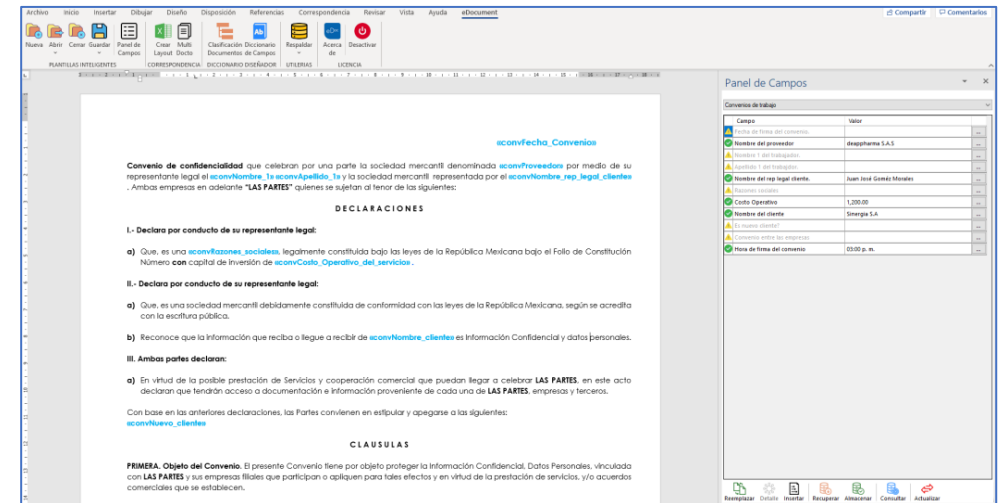 Archivo Inicio Insertar Dibujar Diseño Disposición Referencias Correspondencia Revisar Vista Ayuda eDocument Compartir Comentarios
Nueva Abrir Cerrar Guardar Panel de Campos Crear Layout Multi Docto Clasificación Documentos Diccionario de Campos Respaldar Acerca de Desactivar
PLANTILLAS INTELIGENTES CORRESPONDENCIA DICCIONARIO DISEÑADOR UTILERIAS LICENCIA
«convFecha_Convenio»
Convenio de confidencialidad que celebran por una parte la sociedad mercantil denominada «convProveedor» por medio de su
representante legal el «convNombre_1» «convApellido_1» y la sociedad mercantil representada por el «convNombre_rep_legal_cliente»
. Ambas empresas en adelante “LAS PARTES” quienes se sujetan al tenor de las siguientes:
DECLARACIONES
I.- Declara por conducto de su representante legal:
a) Que, es una «convRazones_sociales», legalmente constituida bajo las leyes de la República Mexicana bajo el Folio de Constitución
Número con capital de inversión de «convCosto_Operativo_del_servicio» .
II.- Declara por conducto de su representante legal:
a) Que, es una sociedad mercantil debidamente constituida de conformidad con las leyes de la República Mexicana, según se acredita
con la escritura pública.
b) Reconoce que la información que reciba o llegue a recibir de «convNombre_cliente» es Información Confidencial y datos personales.
III. Ambas partes declaran:
a) En virtud de la posible prestación de Servicios y cooperación comercial que puedan llegar a celebrar LAS PARTES, en este acto
declaran que tendrán acceso a documentación e información proveniente de cada una de LAS PARTES, empresas y terceros.
Con base en las anteriores declaraciones, las Partes convienen en estipular y apegarse a las siguientes:
«convNuevo_cliente»
CLAUSULAS
PRIMERA. Objeto del Convenio. El presente Convenio tiene por objeto proteger la Información Confidencial, Datos Personales, vinculada
con LAS PARTES y sus empresas filiales que participan o apliquen para tales efectos y en virtud de la prestación de servicios, y/o acuerdos
comerciales que se establecen.
Panel de Campos
Convenios de trabajo
Campo Valor
Fecha de firma del convenio.
Nombre del proveedor deappharma S.A.S
Nombre 1 del trabajador.
Apellido 1 del trabajador.
Nombre del rep legal cliente. Juan José Goméz Morales
Razones sociales
Costo Operativo 1,200.00
Nombre del cliente Sinergia S.A
Es nuevo cliente?
Convenio entre las empresas
Hora de firma del convenio 03:00 p. m.
Reemplazar Detalle Insertar Recuperar Almacenar Consultar Actualizar